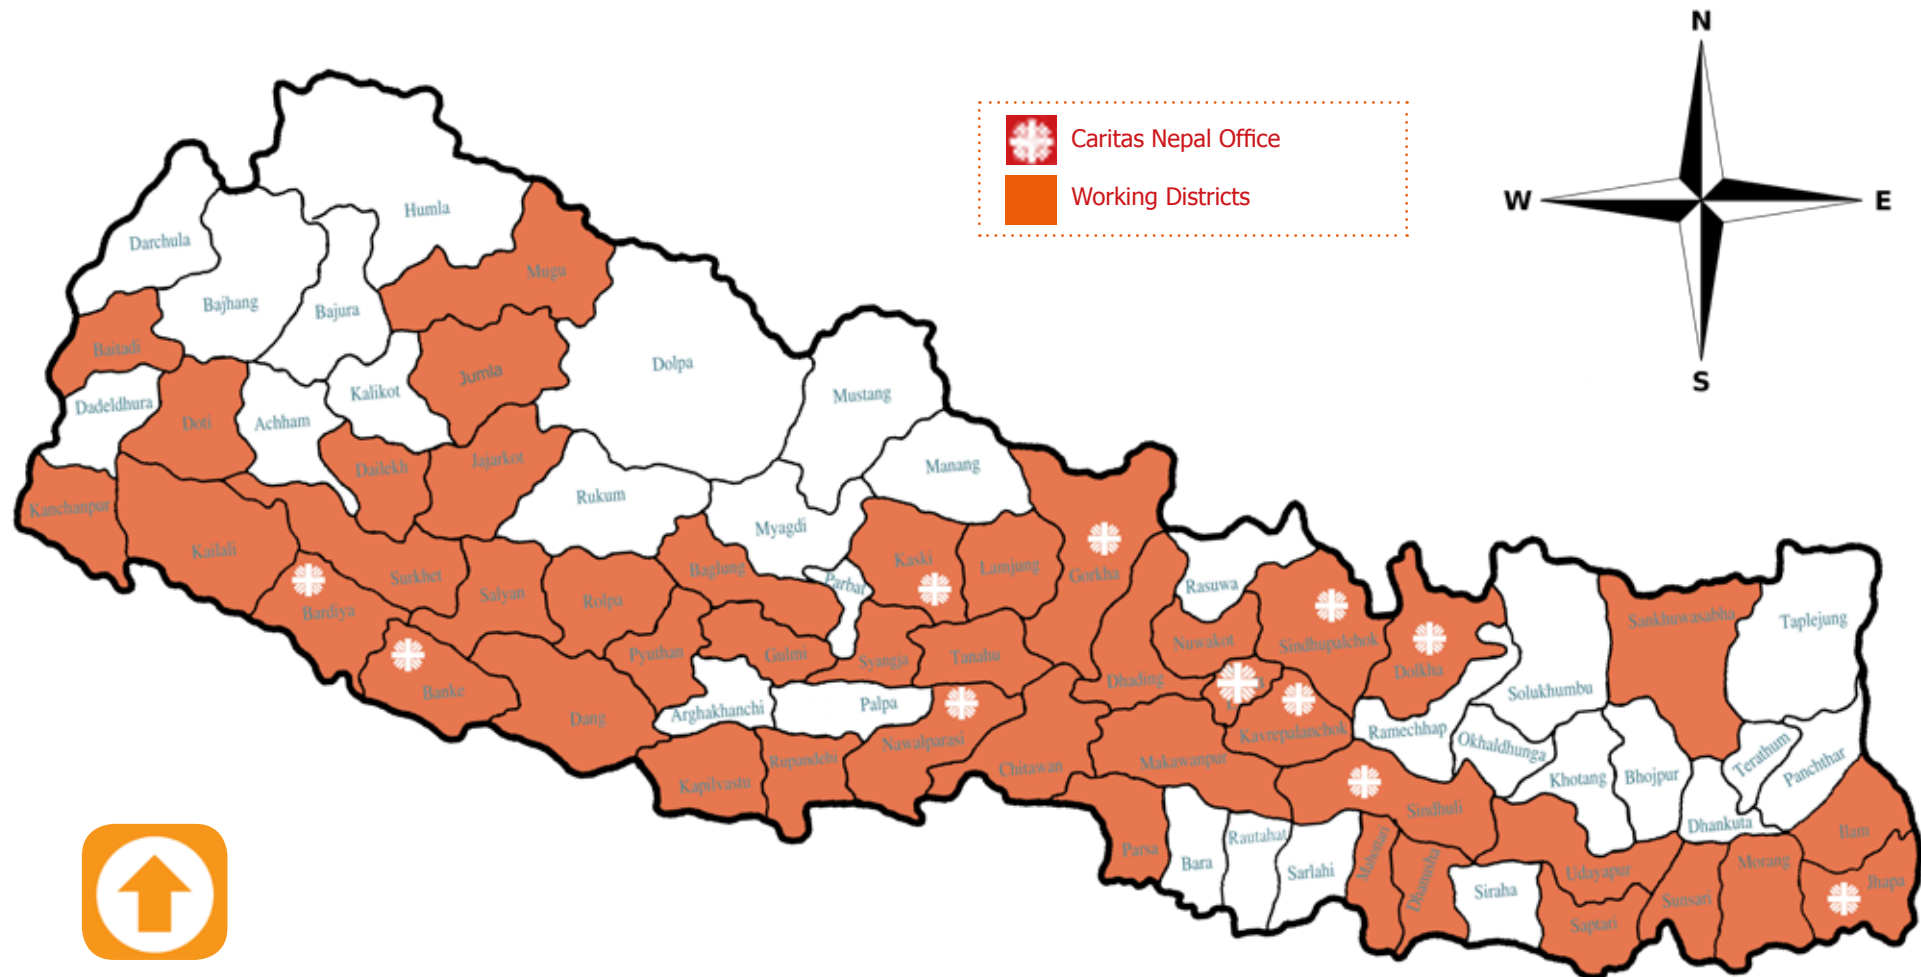 N
Caritas Nepal Office
Working Districts
W
E
S
Humla
Darchula
Mugu
Bajhang
Bajura
Baitadi
Dolpa
Jumla
Kalikot
Mustang
Dadeldhura
Doti
Achham
Dailekh
Jajarkot
Manang
Rukum
Kanchanpur
Myagdi
Kailali
Kaski
Lamjung
Gorkha
Surkhet
Baglung
Parbat
Rasuwa
Salyan
Rolpa
Bardiya
Sankhuwasabha
Taplejung
Nuwakot
Sindhupalchok
Pyuthan
Gulmi
Syangja
Tanahu
Dolkha
Dhading
Banke
Solukhumbu
Arghakhanchi
Palpa
Dang
Ramechhap
Kavrepalanchok
Nawalparasi
Okhaldhunga
Terathum
Rupandehi
Makawanpur
Chitawan
Panchthar
Khotang
Bhojpur
Kapilvastu
Sindhuli
Dhankuta
Ilam
Rautahat
Parsa
Bara
Sarlahi
Mahottari
Dhanusha
Siraha
Udayapur
Morang
Jhapa
Sunsari
Saptari